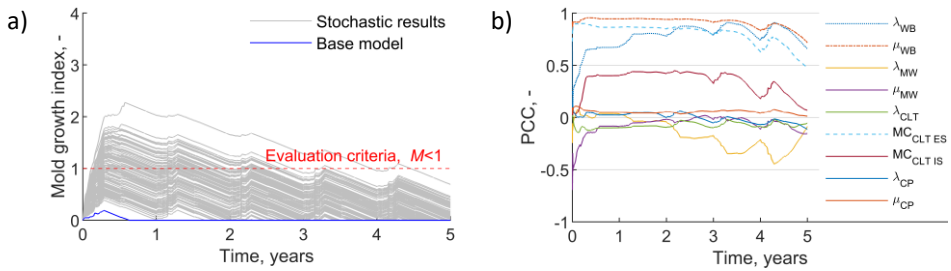 a)
Mold growth index, -
4
3
2
1
0
Stochastic results
Base model
Evaluation criteria, M<1
0 1 2 3 4 5
Time, years
b)
PCC, -
1
0.5
0
-0.5
-1
0 1 2 3 4 5
Time, years
λWB
μWB
λMW
μMW
λCLT
MCCLT ES
MCCLT IS
λCP
μCP